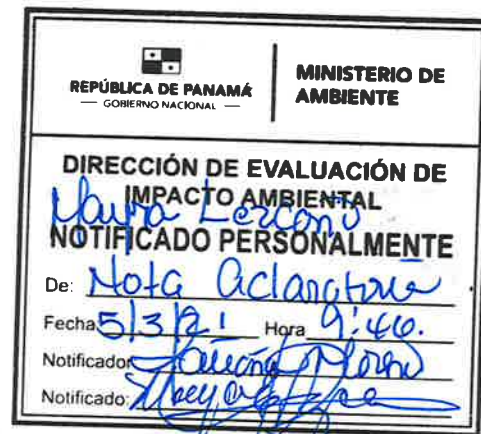 REPÚBLICA DE PANAMÁ
— GOBIERNO NACIONAL —
MINISTERIO DE
AMBIENTE
DIRECCIÓN DE EVALUACIÓN DE
IMPACTO AMBIENTAL
NOTIFICADO PERSONALMENTE
De: Nota aclaratoria
Fecha: 5/3/21 Hora 9:40.
Notificador
Notificado: